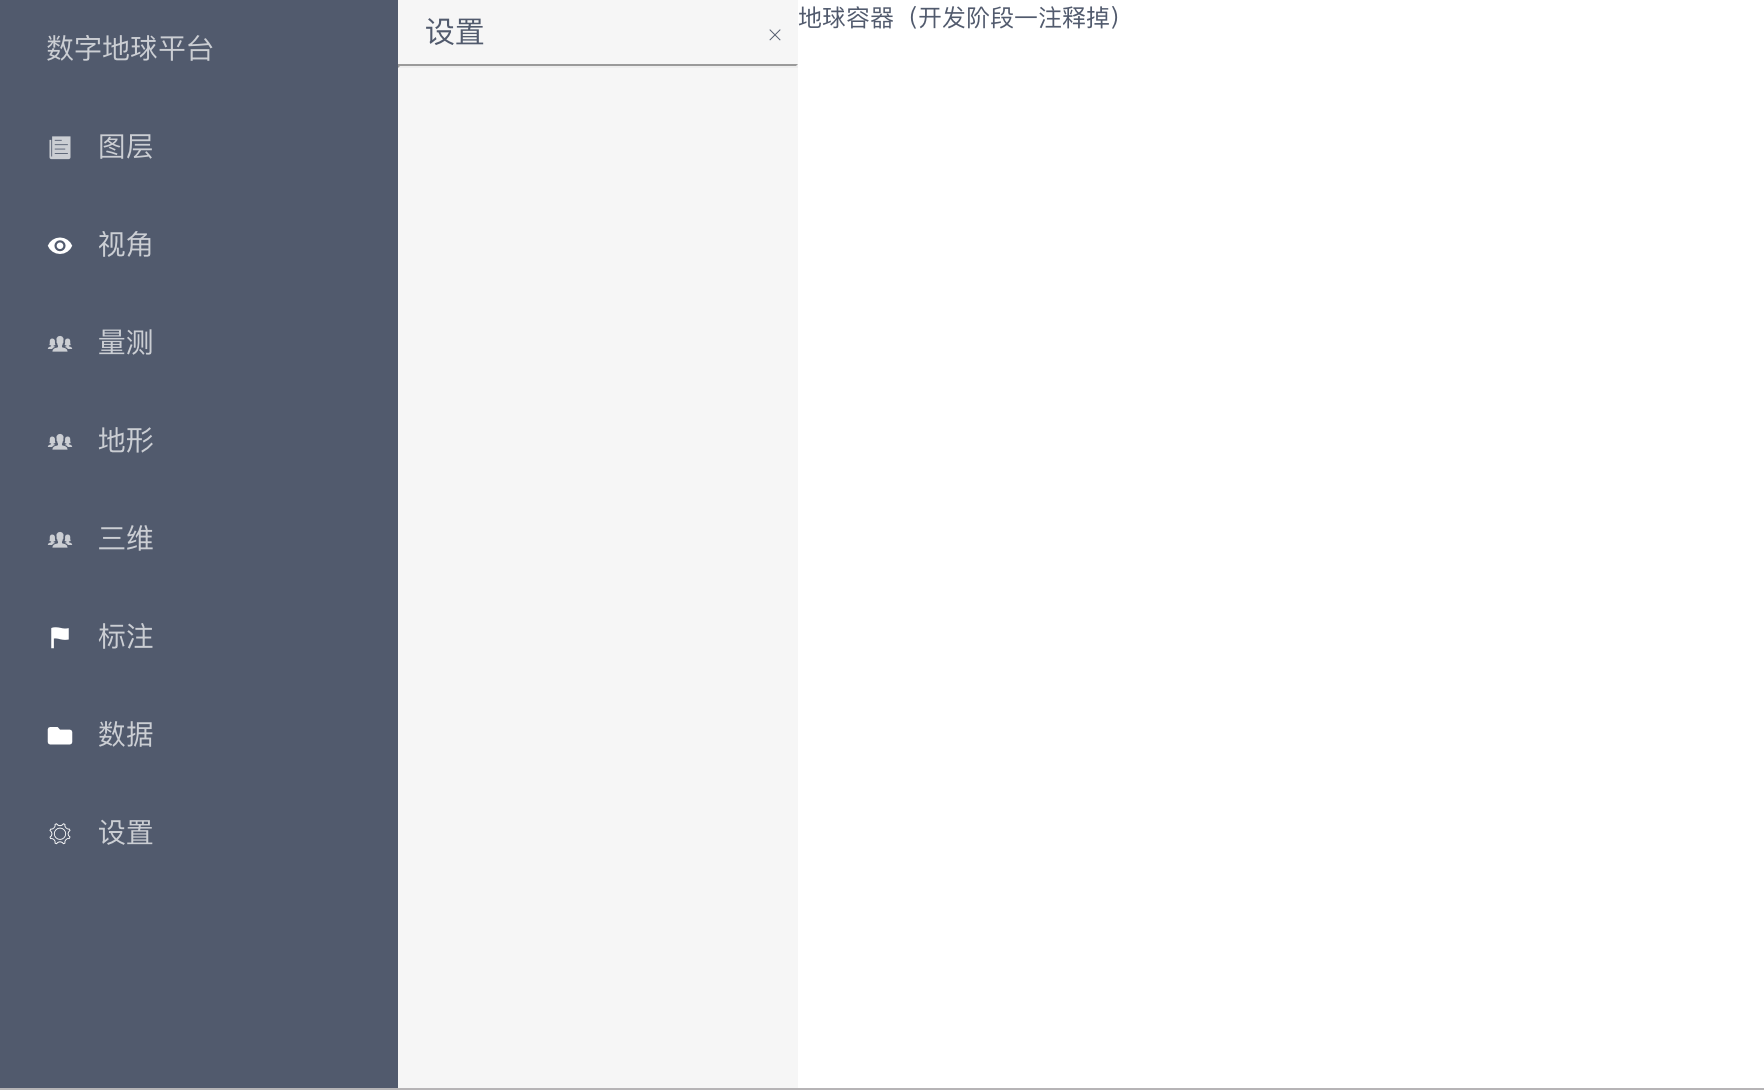 数字地球平台
图层
视角
量测
地形
三维
标注
数据
设置
设置
地球容器（开发阶段一注释掉）